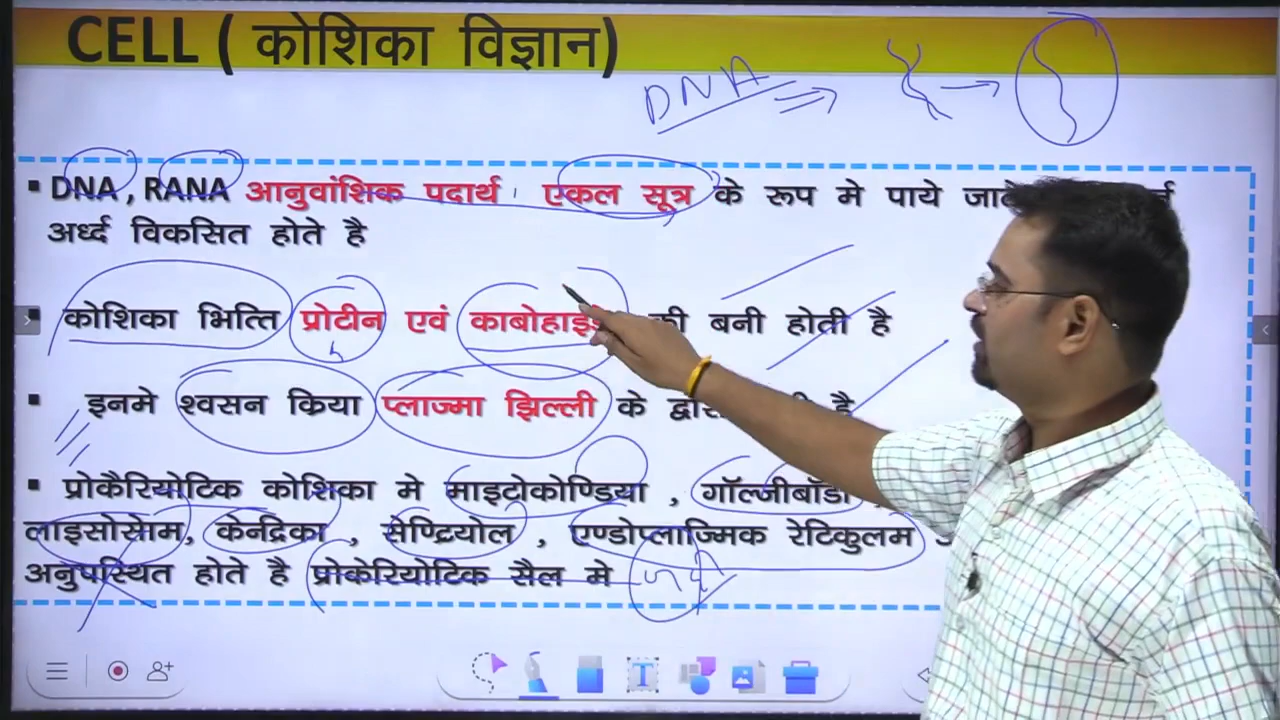 CELL ( कोशिका विज्ञान)
DNA
▪ DNA , RANA आनुवांशिक पदार्थ एकल सूत्र के रूप मे पाये
अर्ध्द विकसित होते है
कोशिका भित्ति प्रोटीन एवं की बनी होती है
▪ इनमे श्वसन क्रिया प्लाज्मा झिल्ली के है
▪ प्रोकैरियोटिक कोशिका मे माइट्रोकोण्डिया , गॉल्जीबॉडी
लाइसोसेाम, केनद्रिका , सेण्ट्रियोल , एण्डोप्लाज्मिक रेटिकुलम
अनुपस्थित होते है प्रोकेरियोटिक सैल मे